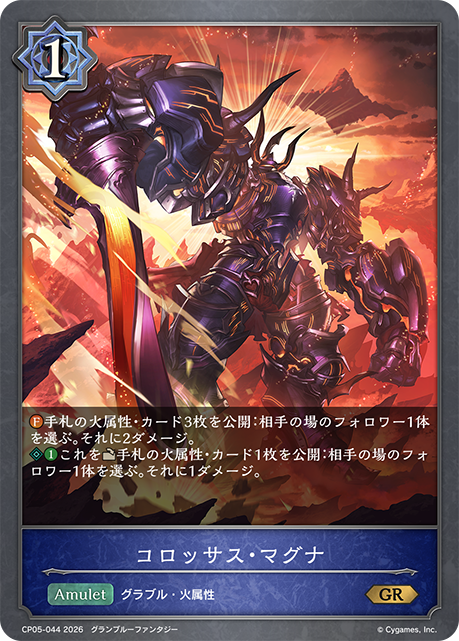 1
Ⓕ手札の火属性・カード3枚を公開：相手の場のフォロワー1体
を選ぶ。それに2ダメージ。
①これを手札の火属性・カード1枚を公開：相手の場のフォ
ロワー1体を選ぶ。それに1ダメージ。
コロッサス・マグナ
Amulet グラブル・火属性 GR
CP05-044 2026 グランブルーファンタジー © Cygames, Inc.